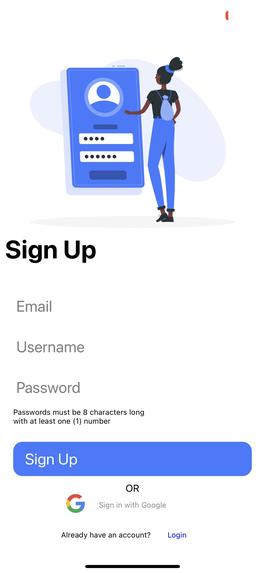 Sign Up
Email
Username
Password
Passwords must be 8 characters long
with at least one (1) number
Sign Up
OR
Sign in with Google
Already have an account? Login